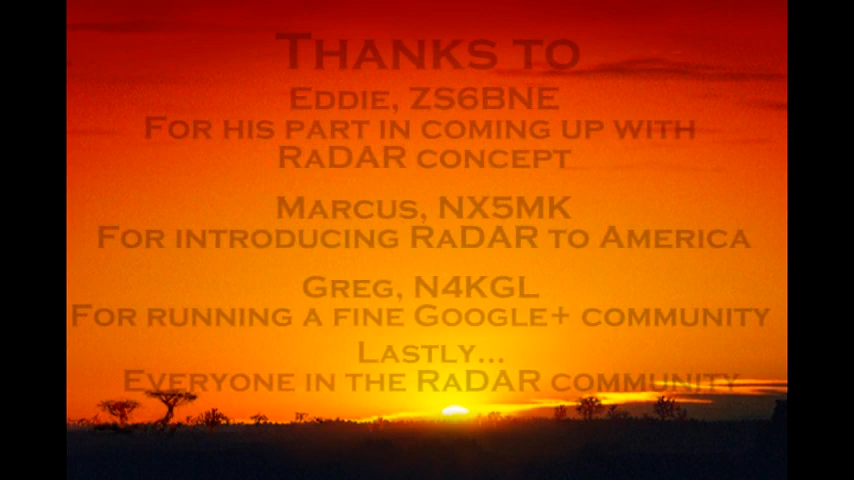 Thanks to
Eddie, ZS6BNE
For his part in coming up with
RaDAR concept
Marcus, NX5MK
For introducing RaDAR to America
Greg, N4KGL
For running a fine Google+ community
Lastly...
Everyone in the RaDAR community